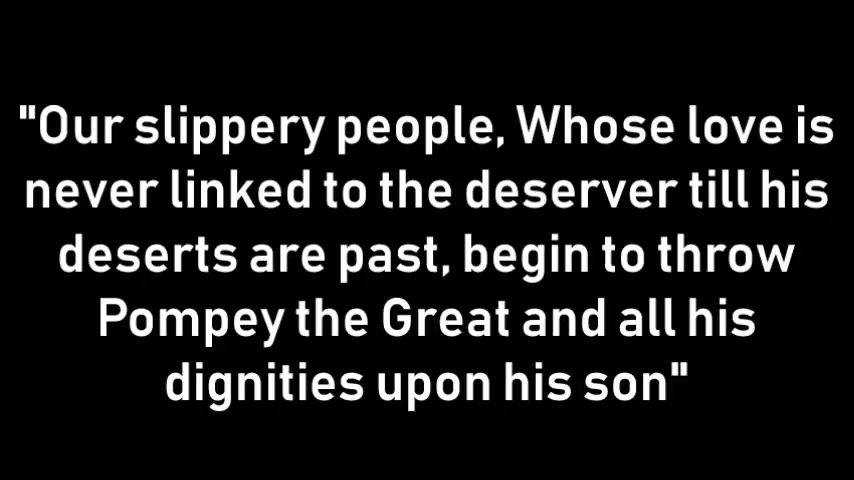 "Our slippery people, Whose love is
never linked to the deserver till his
deserts are past, begin to throw
Pompey the Great and all his
dignities upon his son"